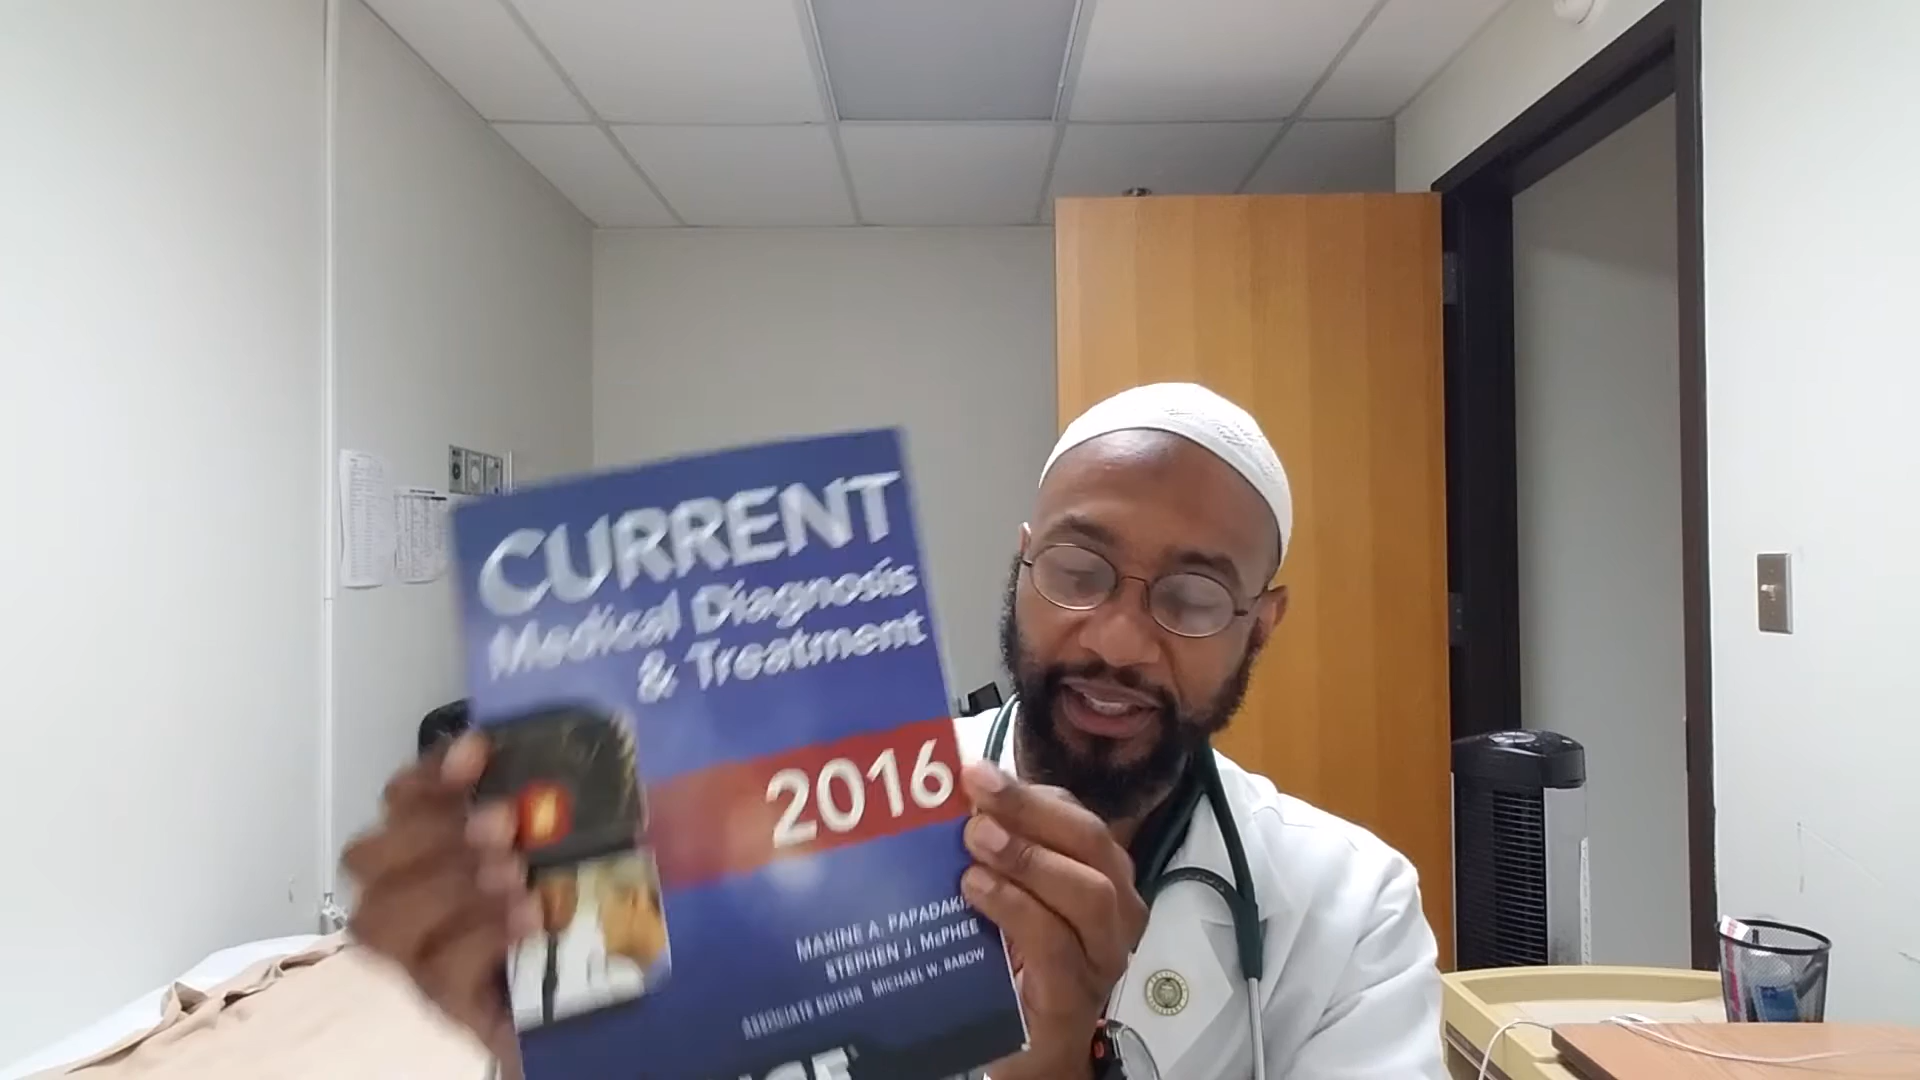 CURRENT
Medical Diagnosis
& Treatment
2016
MAXINE A. PAPADAKIS
STEPHEN J. McPHEE
ASSOCIATE EDITOR MICHAEL W. RABOW